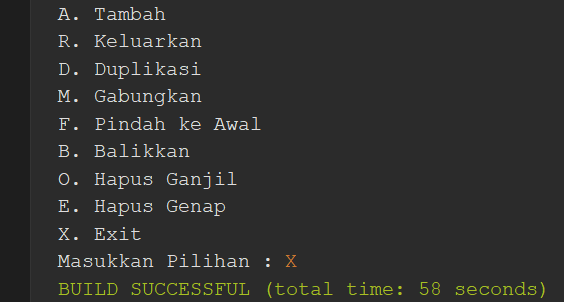 A. Tambah
R. Keluarkan
D. Duplikasi
M. Gabungkan
F. Pindah ke Awal
B. Balikkan
O. Hapus Ganjil
E. Hapus Genap
X. Exit
Masukkan Pilihan : X
BUILD SUCCESSFUL (total time: 58 seconds)